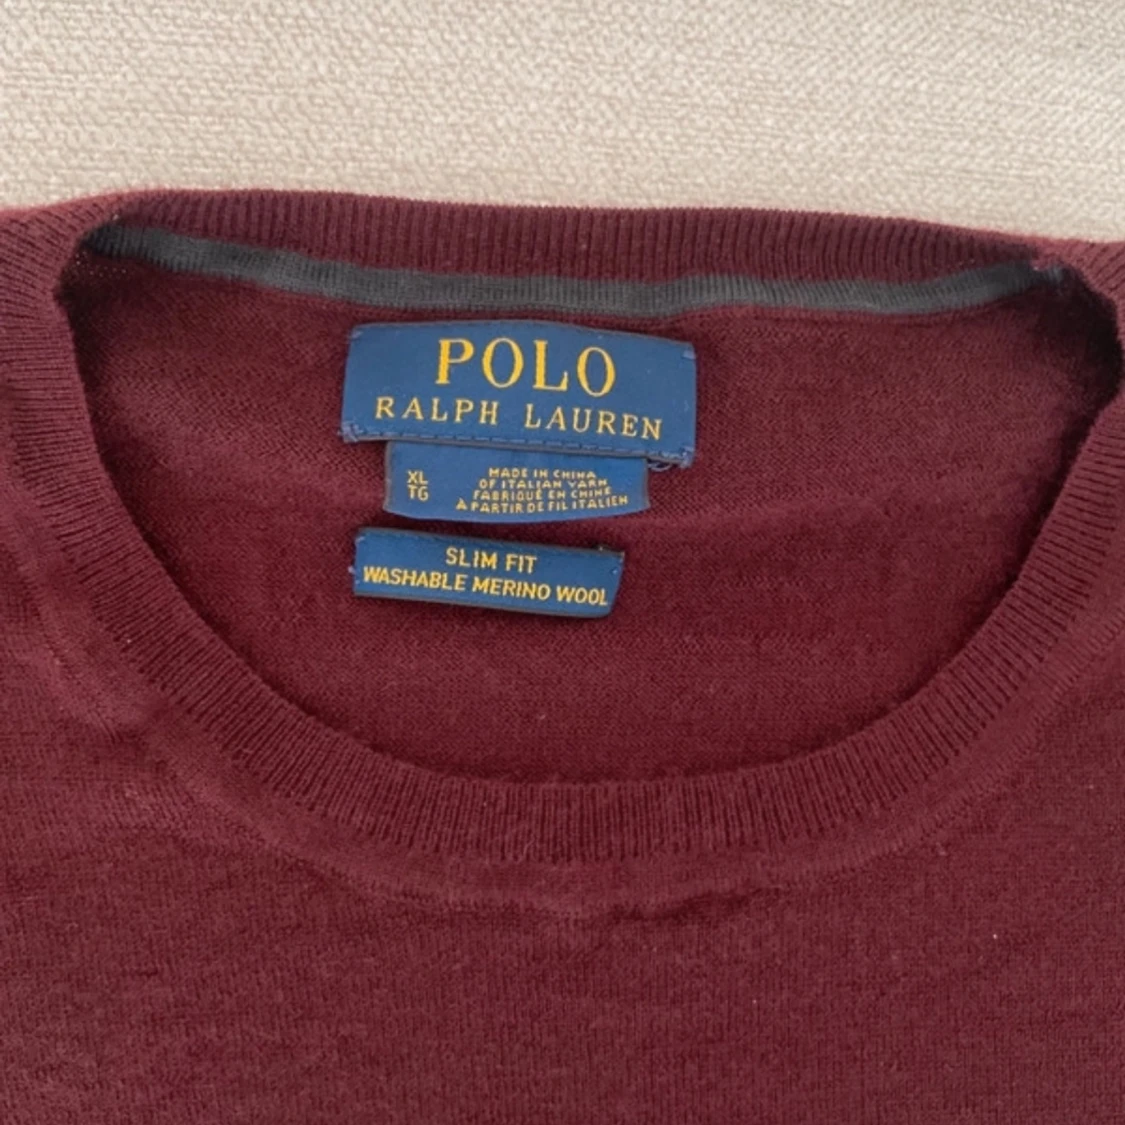 POLO
RALPH LAUREN
XL
TG
MADE IN CHINA
OF ITALIAN YARN
FABRIQUÉ EN CHINE
À PARTIR DE FIL ITALIEN
SLIM FIT
WASHABLE MERINO WOOL